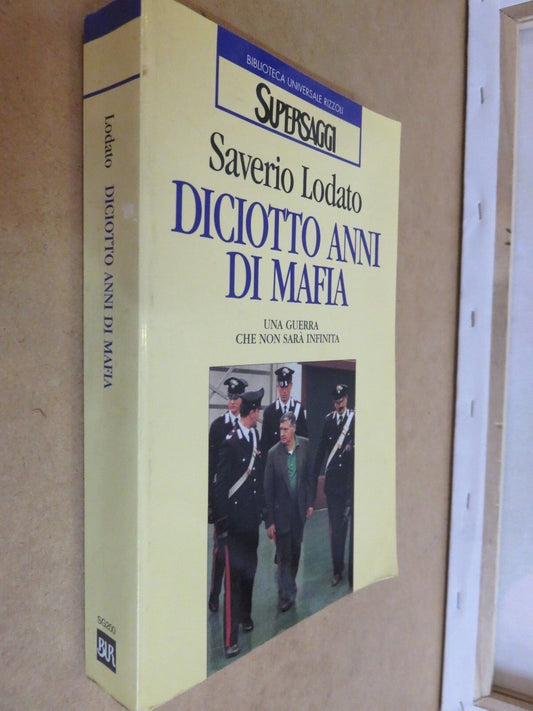 BIBLIOTECA UNIVERSALE RIZZOLI
SUPERSAGGI
Saverio Lodato
DICIOTTO ANNI
DI MAFIA
UNA GUERRA
CHE NON SARÀ INFINITA
Lodato DICIOTTO ANNI DI MAFIA
SG200
BUR